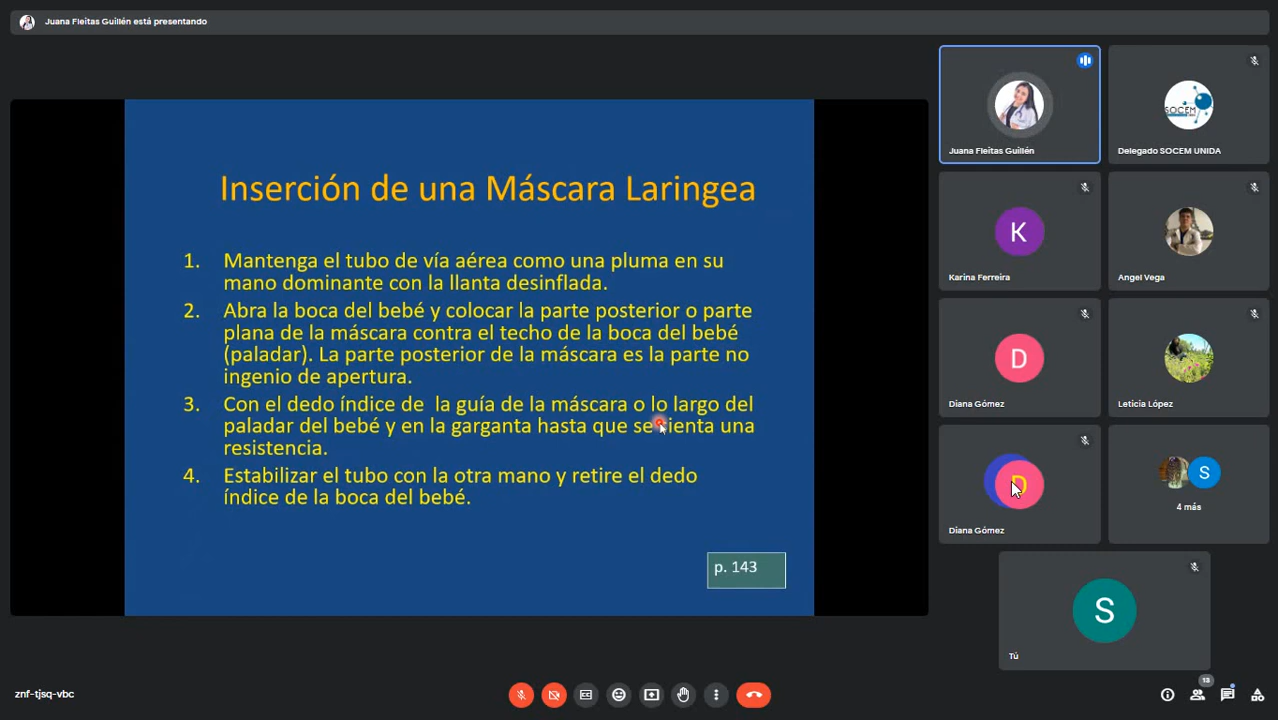 Juana Fleitas Guillén está presentando
Inserción de una Máscara Laringea
1. Mantenga el tubo de vía aérea como una pluma en su
mano dominante con la llanta desinflada.
2. Abra la boca del bebé y colocar la parte posterior o parte
plana de la máscara contra el techo de la boca del bebé
(paladar). La parte posterior de la máscara es la parte no
ingenio de apertura.
3. Con el dedo índice de la guía de la máscara o lo largo del
paladar del bebé y en la garganta hasta que se sienta una
resistencia.
4. Estabilizar el tubo con la otra mano y retire el dedo
índice de la boca del bebé.
p. 143
Juana Fleitas Guillén
SOCEM
Delegado SOCEM UNIDA
K
Karina Ferreira
Angel Vega
D
Diana Gómez
Leticia López
D
Diana Gómez
S
4 más
S
Tú
znf-tjsq-vbc
13